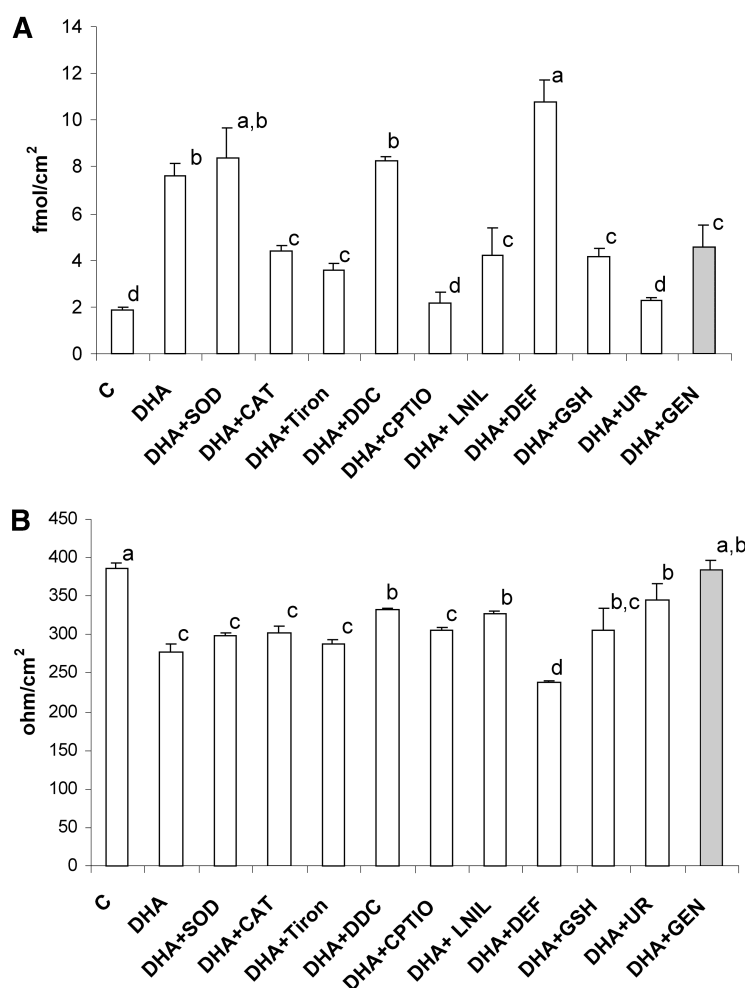 A
14
12
10
8
6
4
2
0
fmol/cm²
d
b
a,b
c
c
b
d
c
a
c
d
c
C
DHA
DHA+SOD
DHA+CAT
DHA+Tiron
DHA+DDC
DHA+CPTIO
DHA+ LNIL
DHA+DEF
DHA+GSH
DHA+UR
DHA+GEN
B
450
400
350
300
250
200
150
100
50
0
ohm/cm²
a
c
c
c
c
b
c
b
d
b,c
b
a,b
C
DHA
DHA+SOD
DHA+CAT
DHA+Tiron
DHA+DDC
DHA+CPTIO
DHA+ LNIL
DHA+DEF
DHA+GSH
DHA+UR
DHA+GEN